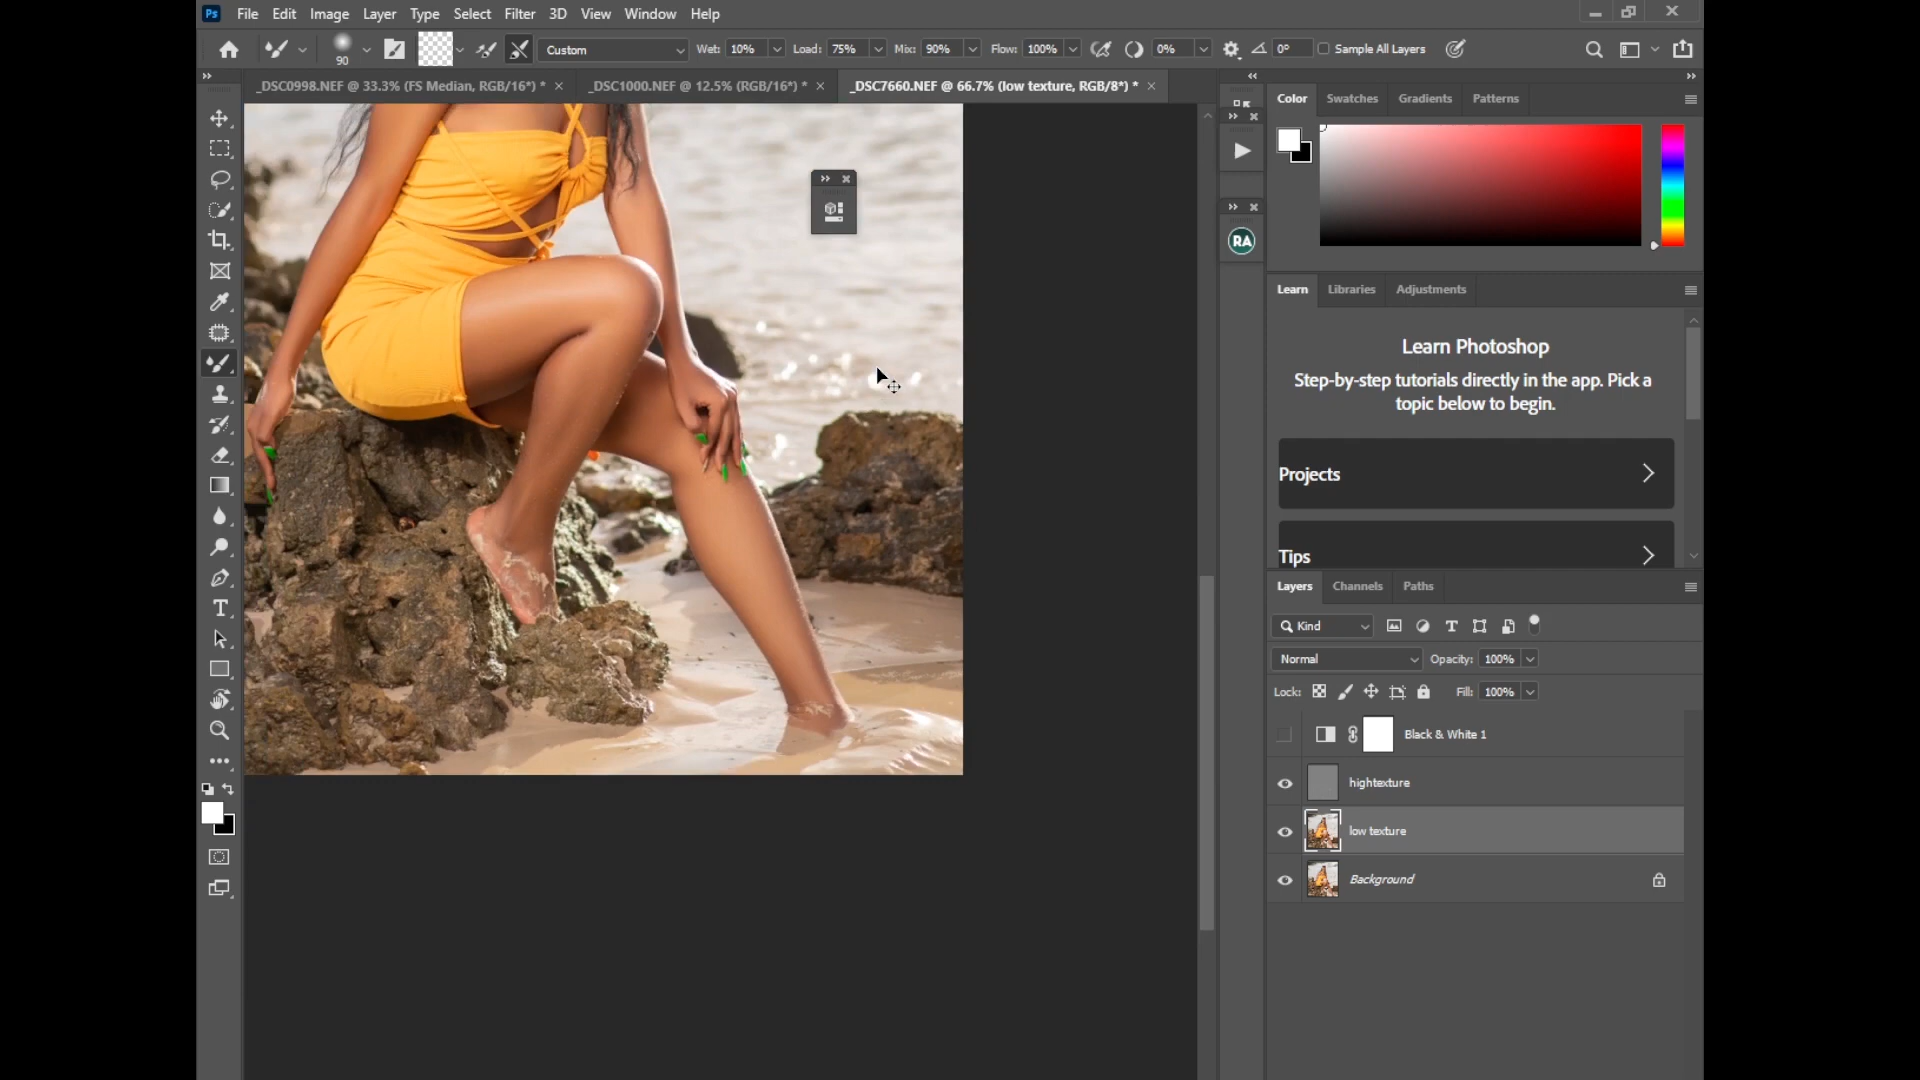 Ps File Edit Image Layer Type Select Filter 3D View Window Help
90 Custom Wet: 10% Load: 75% Mix: 90% Flow: 100% 0% 0° Sample All Layers
_DSC0998.NEF @ 33.3% (FS Median, RGB/16*) * × _DSC1000.NEF @ 12.5% (RGB/16*) * × _DSC7660.NEF @ 66.7% (low texture, RGB/8*) * ×
Color Swatches Gradients Patterns
RA
Learn Libraries Adjustments
Learn Photoshop
Step-by-step tutorials directly in the app. Pick a
topic below to begin.
Projects
Tips
Layers Channels Paths
Kind
Normal Opacity: 100%
Lock: Fill: 100%
Black & White 1
hightexture
low texture
Background